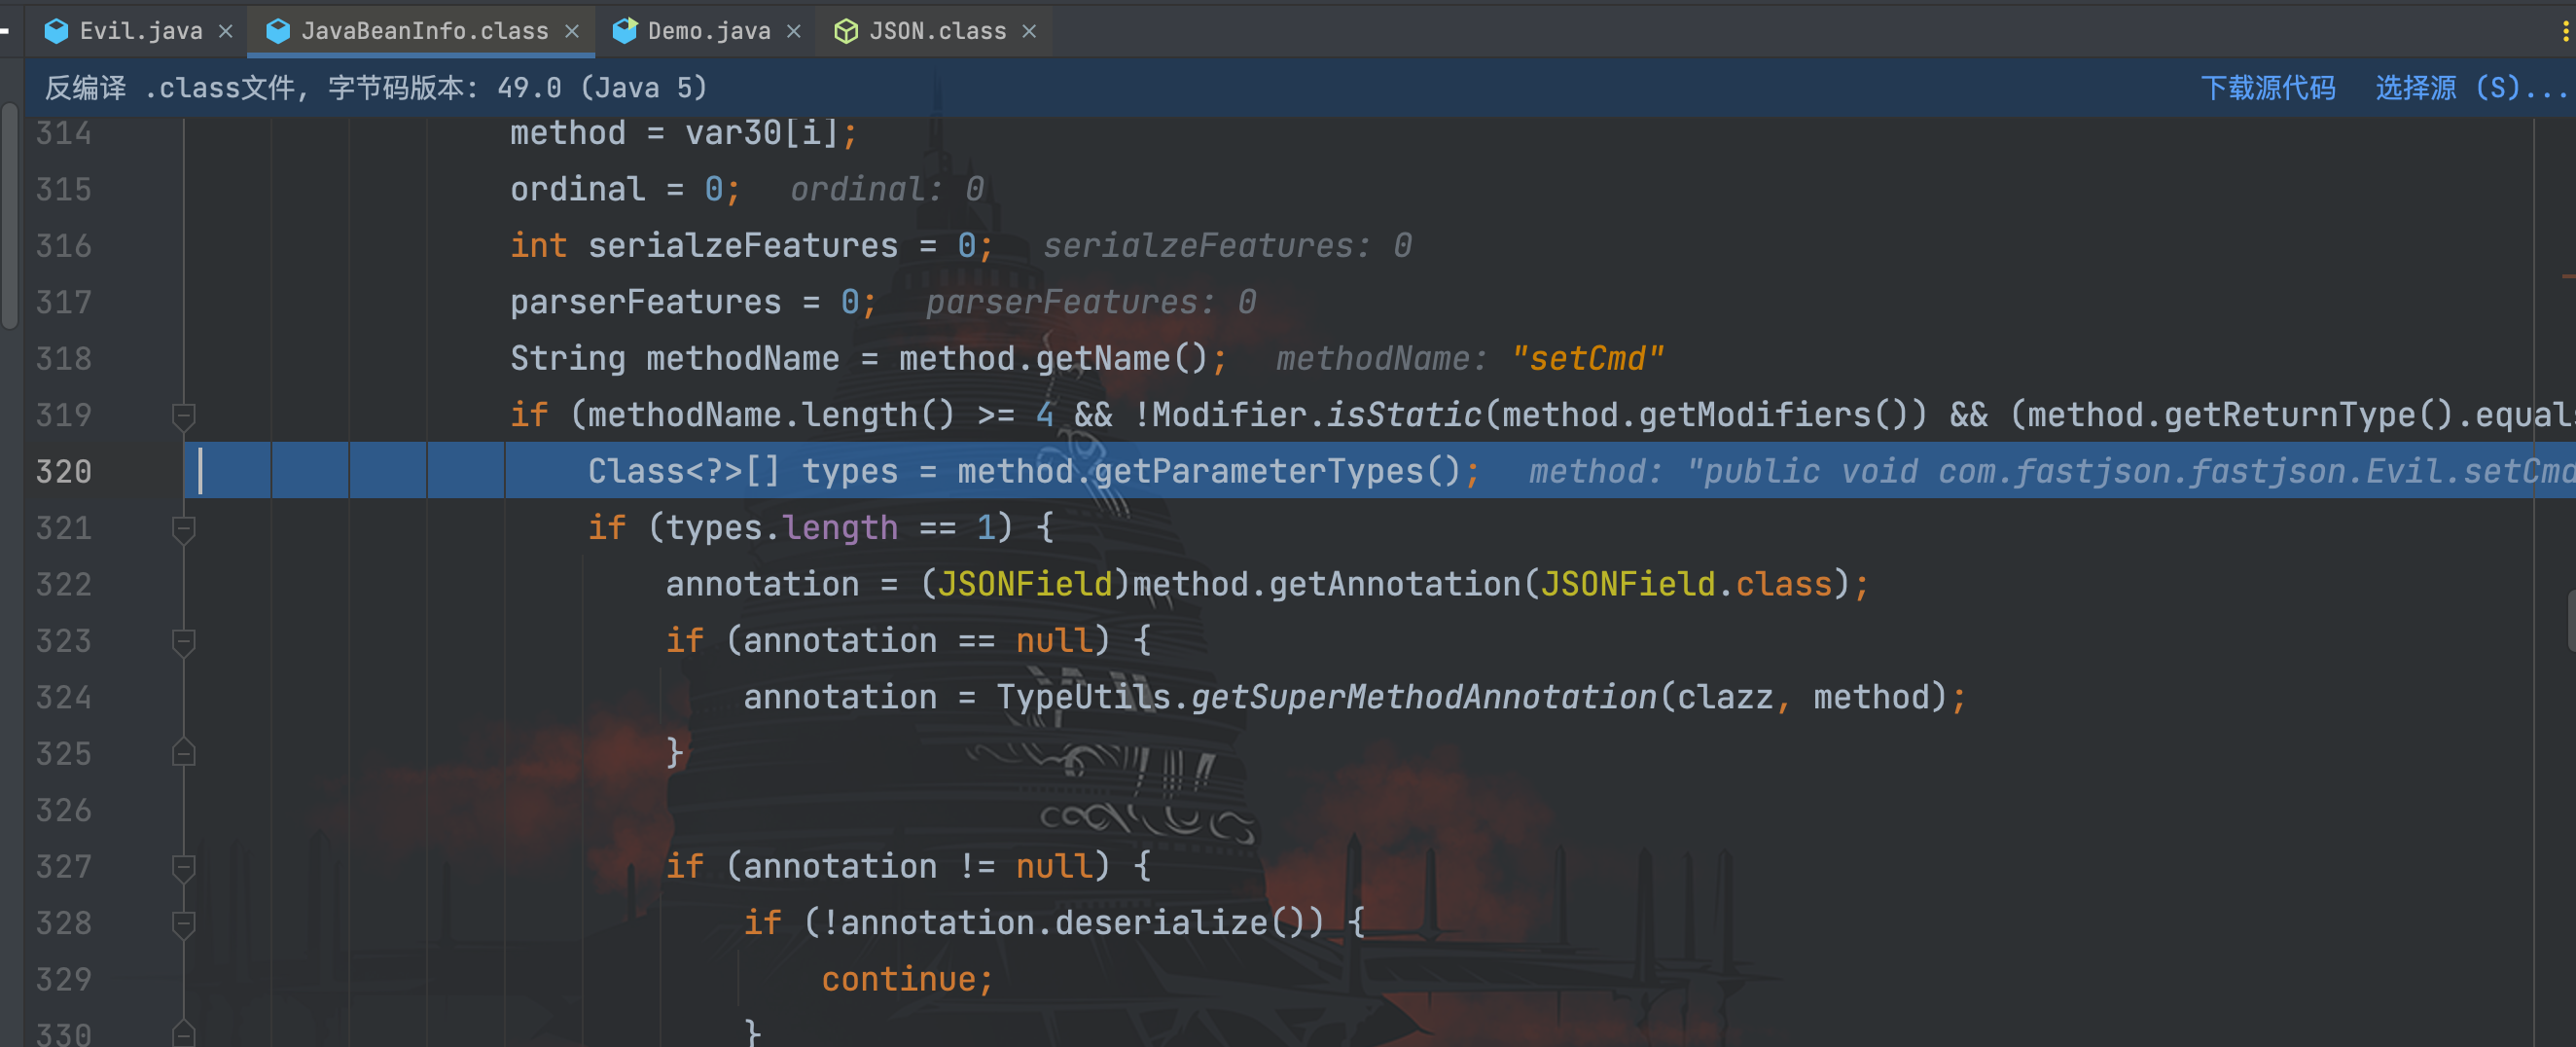 Evil.java JavaBeanInfo.class Demo.java JSON.class
反编译 .class文件, 字节码版本: 49.0 (Java 5) 下载源代码 选择源 (S)...
314 method = var30[i];
315 ordinal = 0; ordinal: 0
316 int serialzeFeatures = 0; serialzeFeatures: 0
317 parserFeatures = 0; parserFeatures: 0
318 String methodName = method.getName(); methodName: "setCmd"
319 if (methodName.length() >= 4 && !Modifier.isStatic(method.getModifiers()) && (method.getReturnType().equals
320 Class<?>[] types = method.getParameterTypes(); method: "public void com.fastjson.fastjson.Evil.setCmd
321 if (types.length == 1) {
322 annotation = (JSONField)method.getAnnotation(JSONField.class);
323 if (annotation == null) {
324 annotation = TypeUtils.getSuperMethodAnnotation(clazz, method);
325 }
326
327 if (annotation != null) {
328 if (!annotation.deserialize()) {
329 continue;
330 }